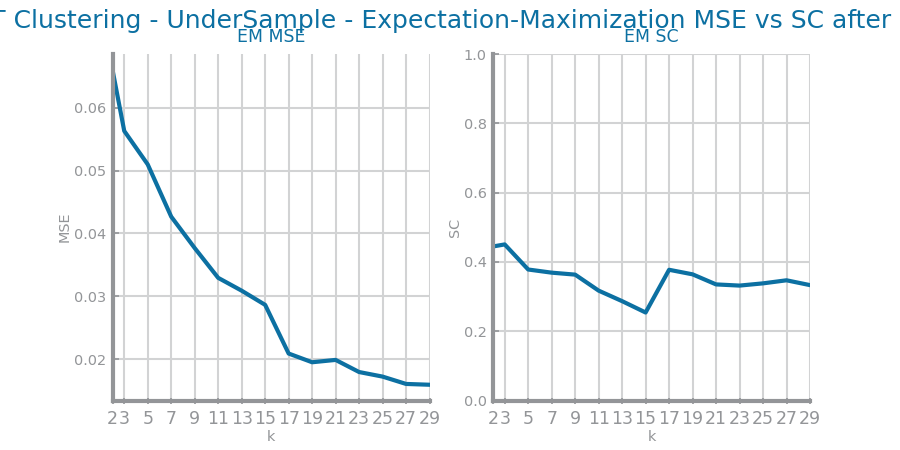 Clustering - UnderSample - Expectation-Maximization MSE vs SC after
EM MSE
EM SC
0.06
0.05
0.04
0.03
0.02
MSE
2 3 5 7 9 11 13 15 17 19 21 23 25 27 29
k
1.0
0.8
0.6
0.4
0.2
0.0
SC
2 3 5 7 9 11 13 15 17 19 21 23 25 27 29
k